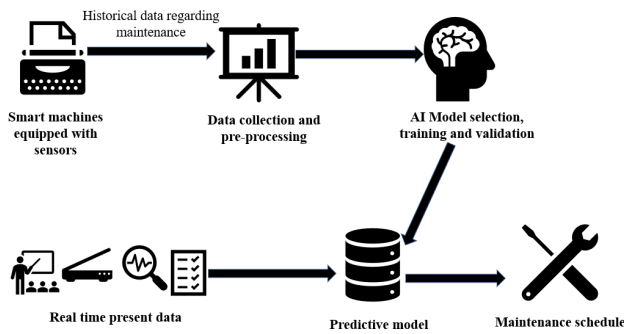 Historical data regarding
maintenance
Smart machines
equipped with
sensors
Data collection and
pre-processing
AI Model selection,
training and validation
Real time present data
Predictive model
Maintenance schedule